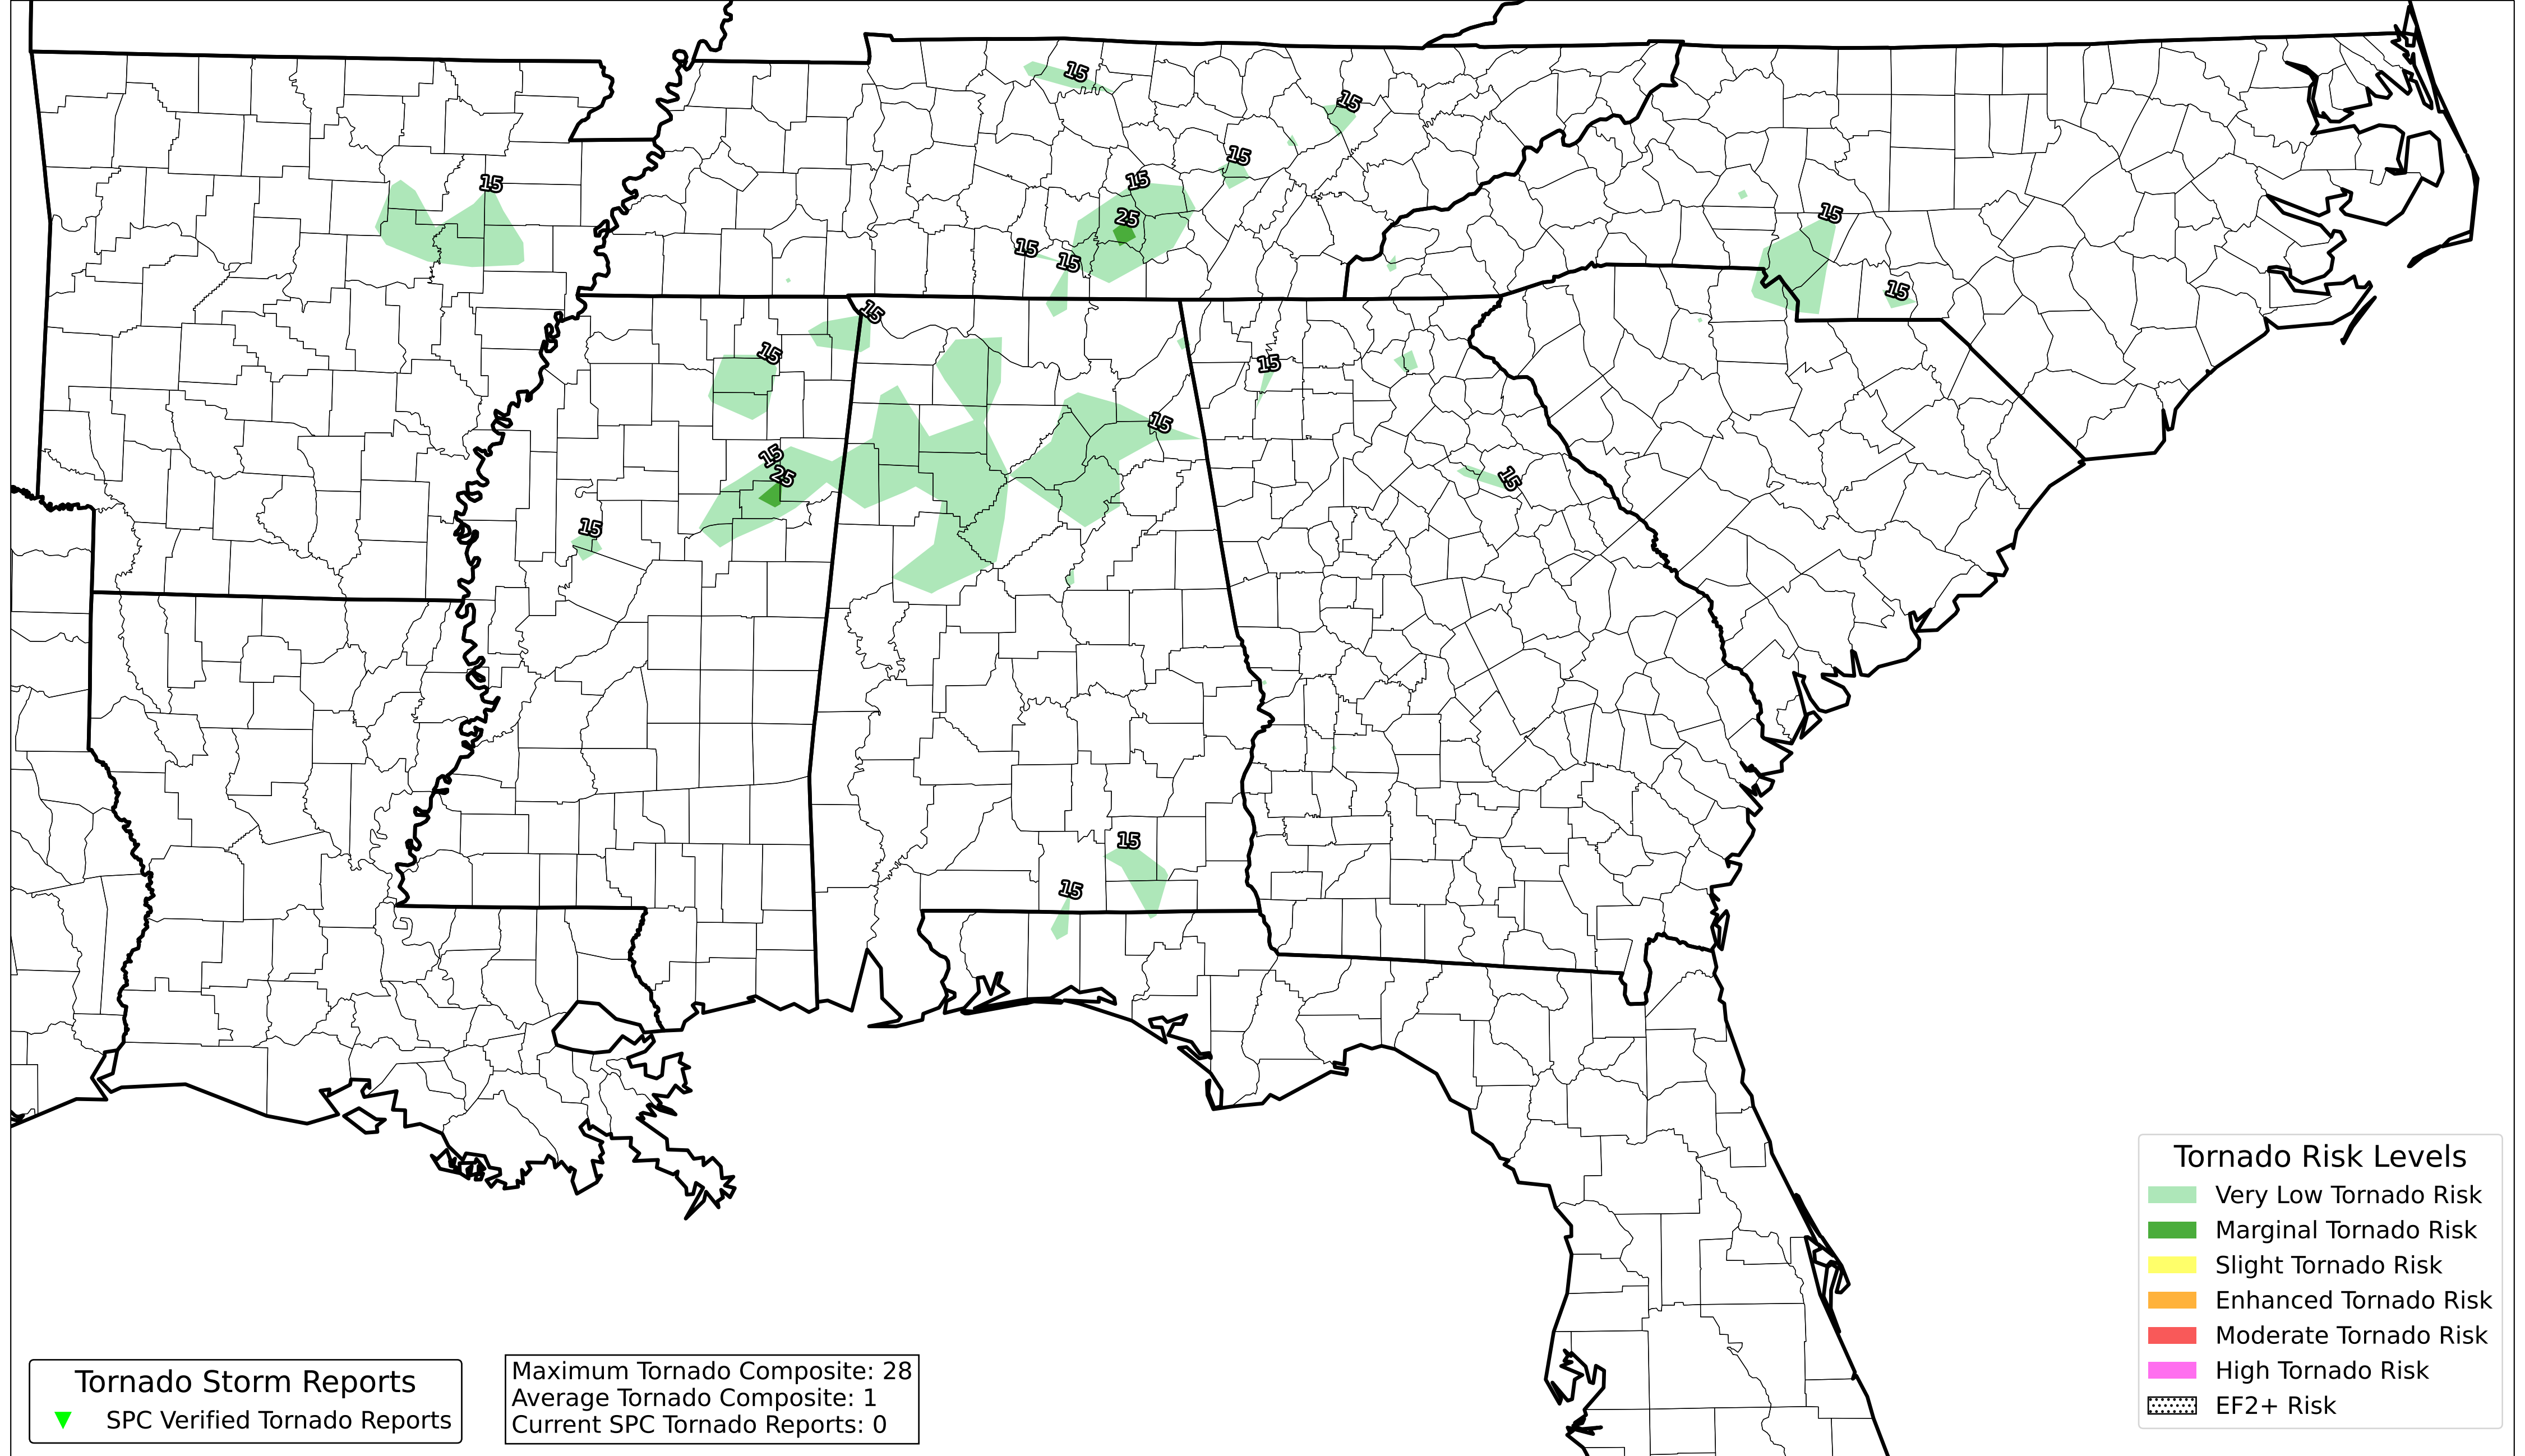 15
15
15
15
15
25
15
15
15
15
15
15
15
15
15
25
15
15
15
15
Tornado Risk Levels
Very Low Tornado Risk
Marginal Tornado Risk
Slight Tornado Risk
Enhanced Tornado Risk
Moderate Tornado Risk
High Tornado Risk
EF2+ Risk
Tornado Storm Reports
SPC Verified Tornado Reports
Maximum Tornado Composite: 28
Average Tornado Composite: 1
Current SPC Tornado Reports: 0